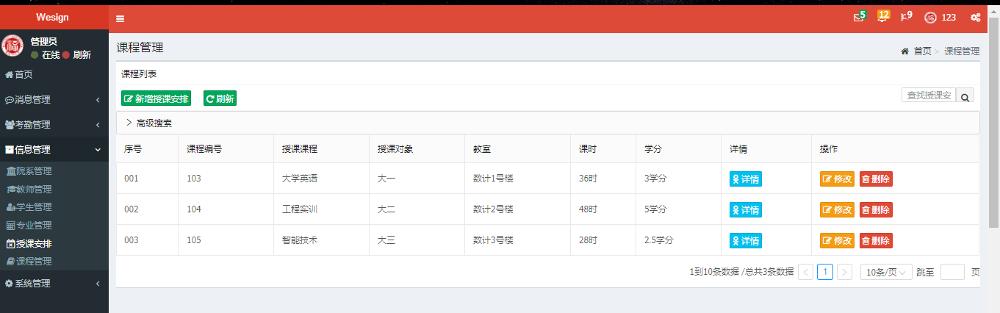 Wesign
5
12
9
123
管理员
在线 刷新
首页
消息管理
考勤管理
信息管理
院系管理
教师管理
学生管理
专业管理
授课安排
课程管理
系统管理
课程管理
首页 > 课程管理
课程列表
新增授课安排 刷新 查找授课安
高级搜索
序号 课程编号 授课课程 授课对象 教室 课时 学分 详情 操作
001 103 大学英语 大一 数计1号楼 36时 3学分 详情 修改 删除
002 104 工程实训 大二 数计2号楼 48时 5学分 详情 修改 删除
003 105 智能技术 大三 数计3号楼 28时 2.5学分 详情 修改 删除
1到10条数据 /总共3条数据 < 1 > 10条/页 跳至 页